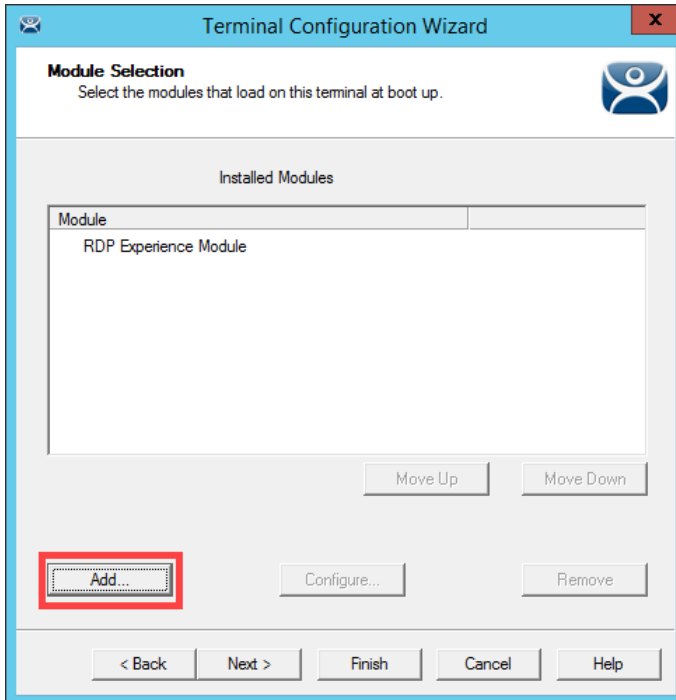 Terminal Configuration Wizard
x
Module Selection
Select the modules that load on this terminal at boot up.
Installed Modules
Module
RDP Experience Module
Move Up Move Down
Add... Configure... Remove
< Back Next > Finish Cancel Help